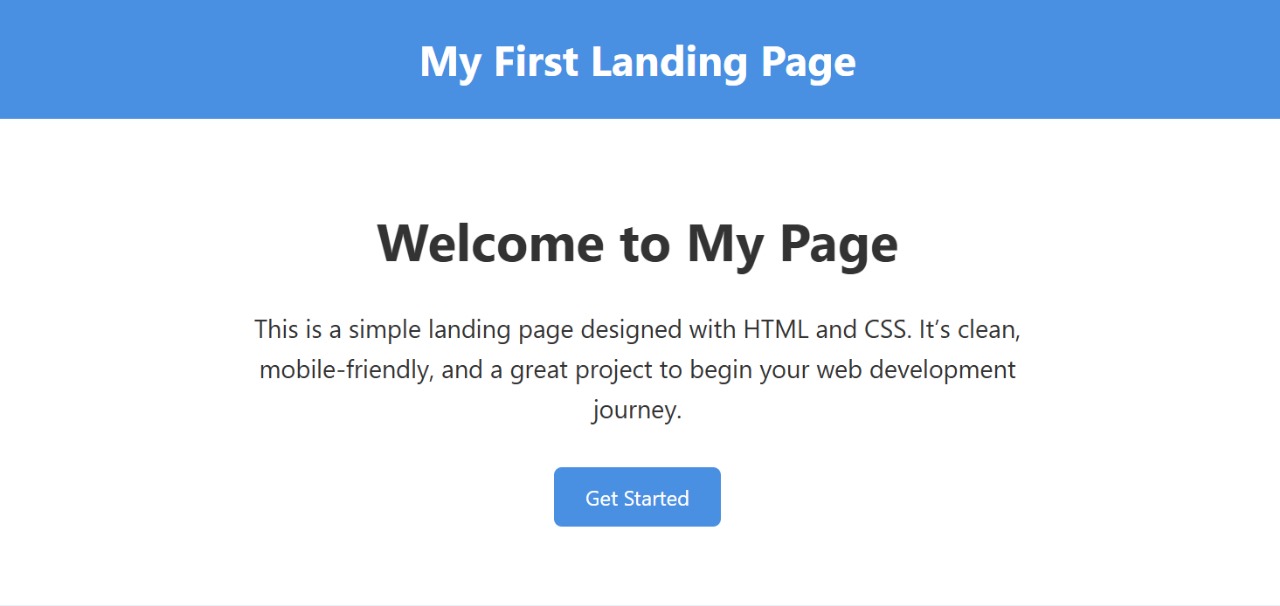 My First Landing Page
Welcome to My Page
This is a simple landing page designed with HTML and CSS. It’s clean,
mobile-friendly, and a great project to begin your web development
journey.
Get Started